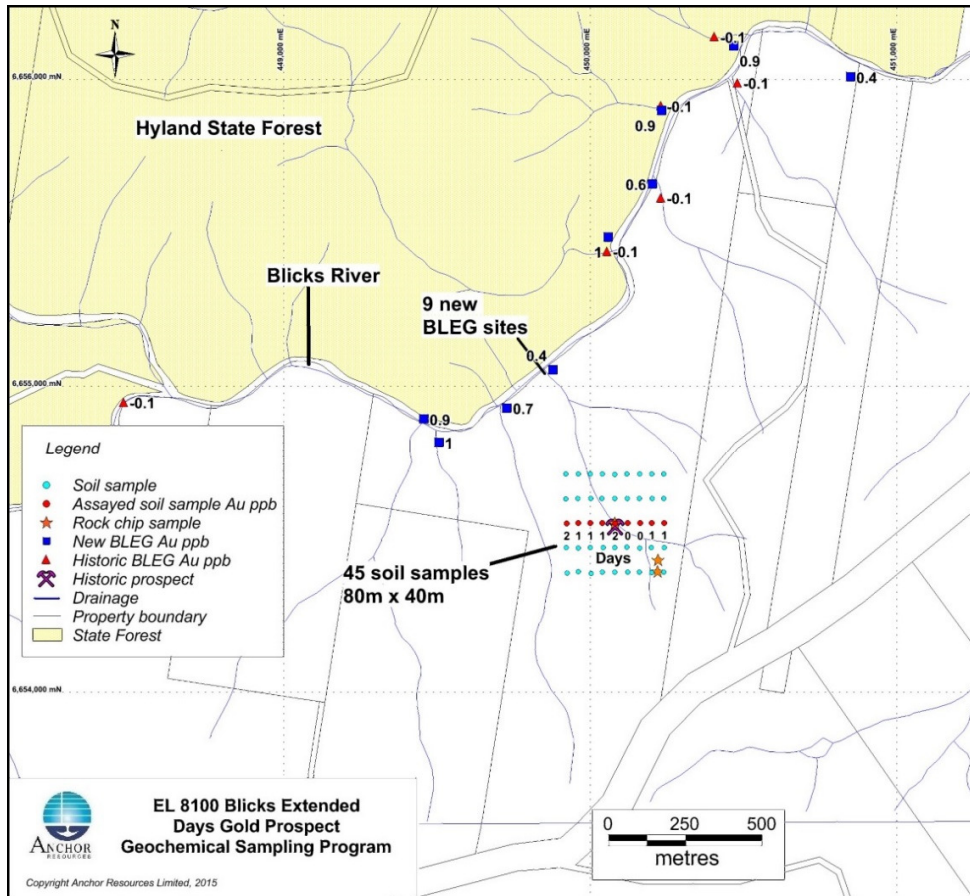 N
449,000 mE
450,000 mE
451,000 mE
6,656,000 mN
-0.1
0.9
0.4
-0.1
-0.1
0.9
Hyland State Forest
0.6
-0.1
1
-0.1
Blicks River
9 new
BLEG sites
0.4
6,655,000 mN
-0.1
0.9
0.7
1
Legend
Soil sample
Assayed soil sample Au ppb
Rock chip sample
New BLEG Au ppb
Historic BLEG Au ppb
Historic prospect
Drainage
Property boundary
State Forest
2 1 1 1 2 0 0 1 1
Days
45 soil samples
80m x 40m
6,654,000 mN
ANCHOR
RESOURCES
EL 8100 Blicks Extended
Days Gold Prospect
Geochemical Sampling Program
Copyright Anchor Resources Limited, 2015
0 250 500
metres